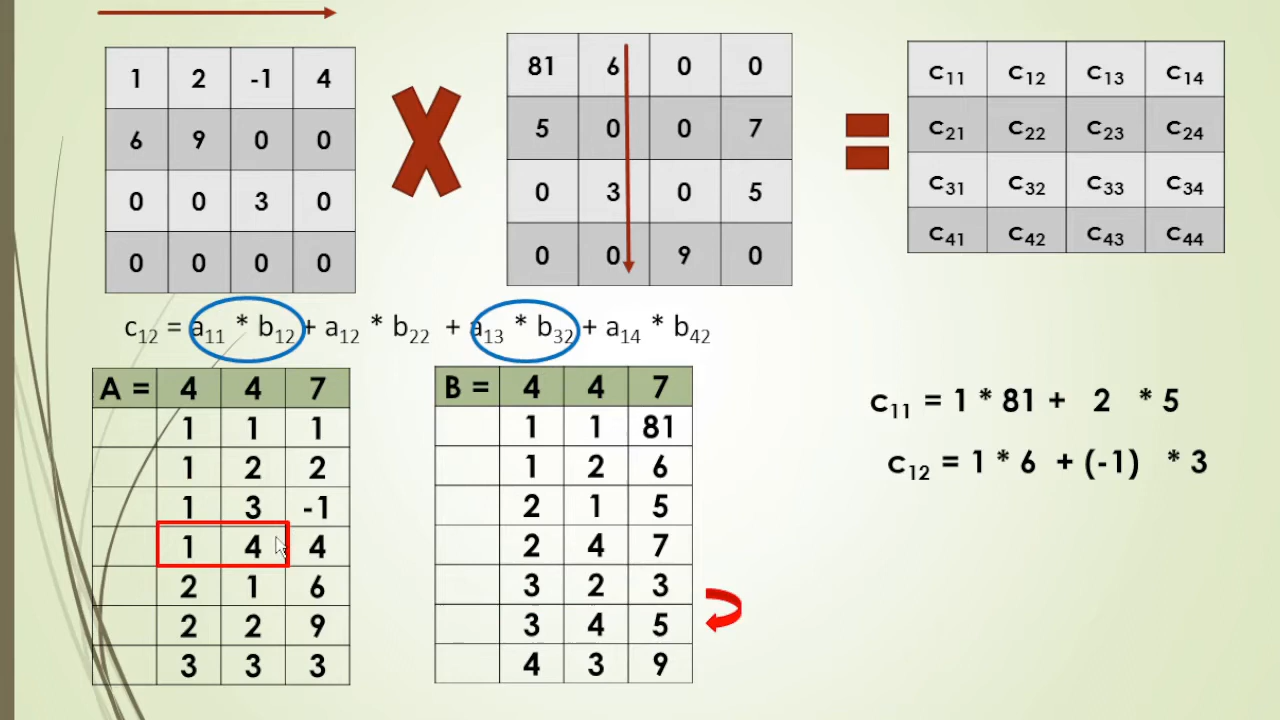 1 2 -1 4
6 9 0 0
0 0 3 0
0 0 0 0
81 6 0 0
5 0 0 7
0 3 0 5
0 0 9 0
c11 c12 c13 c14
c21 c22 c23 c24
c31 c32 c33 c34
c41 c42 c43 c44
c12 = a11 * b12 + a12 * b22 + a13 * b32 + a14 * b42
A = 4 4 7
1 1 1
1 2 2
1 3 -1
1 4 4
2 1 6
2 2 9
3 3 3
B = 4 4 7
1 1 81
1 2 6
2 1 5
2 4 7
3 2 3
3 4 5
4 3 9
c11 = 1 * 81 + 2 * 5
c12 = 1 * 6 + (-1) * 3